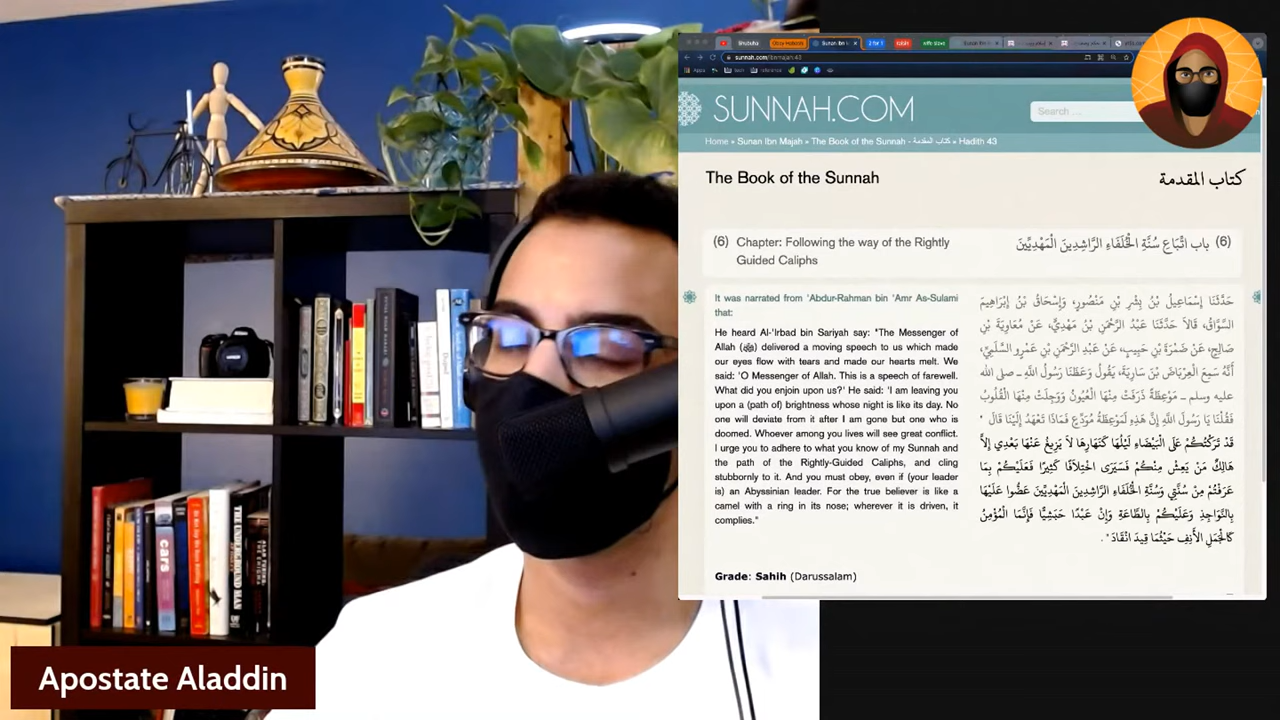 SUNNAH.COM
Search ...
Home » Sunan Ibn Majah » The Book of the Sunnah - كتاب المقدمة » Hadith 43
The Book of the Sunnah
كتاب المقدمة
(6) Chapter: Following the way of the Rightly
Guided Caliphs
(6) باب اتِّبَاعِ سُنَّةِ الْخُلَفَاءِ الرَّاشِدِينَ الْمَهْدِيِّينَ
It was narrated from 'Abdur-Rahman bin 'Amr As-Sulami
that:
He heard Al-'Irbad bin Sariyah say: "The Messenger of
Allah (ﷺ) delivered a moving speech to us which made
our eyes flow with tears and made our hearts melt. We
said: 'O Messenger of Allah. This is a speech of farewell.
What did you enjoin upon us?' He said: 'I am leaving you
upon a (path of) brightness whose night is like its day. No
one will deviate from it after I am gone but one who is
doomed. Whoever among you lives will see great conflict.
I urge you to adhere to what you know of my Sunnah and
the path of the Rightly-Guided Caliphs, and cling
stubbornly to it. And you must obey, even if (your leader
is) an Abyssinian leader. For the true believer is like a
camel with a ring in its nose; wherever it is driven, it
complies."
حَدَّثَنَا إِسْمَاعِيلُ بْنُ بِشْرِ بْنِ مَنْصُورٍ، وَإِسْحَاقُ بْنُ إِبْرَاهِيمَ
السَّوَّاقُ، قَالاَ حَدَّثَنَا عَبْدُ الرَّحْمَنِ بْنُ مَهْدِيٍّ، عَنْ مُعَاوِيَةَ بْنِ
صَالِحٍ، عَنْ ضَمْرَةَ بْنِ حَبِيبٍ، عَنْ عَبْدِ الرَّحْمَنِ بْنِ عَمْرٍو السُّلَمِيِّ،
أَنَّهُ سَمِعَ الْعِرْبَاضَ بْنَ سَارِيَةَ، يَقُولُ وَعَظَنَا رَسُولُ اللَّهِ ـ صلى الله
عليه وسلم ـ مَوْعِظَةً ذَرَفَتْ مِنْهَا الْعُيُونُ وَوَجِلَتْ مِنْهَا الْقُلُوبُ
فَقُلْنَا يَا رَسُولَ اللَّهِ إِنَّ هَذِهِ لَمَوْعِظَةُ مُوَدِّعٍ فَمَاذَا تَعْهَدُ إِلَيْنَا قَالَ "
قَدْ تَرَكْتُكُمْ عَلَى الْبَيْضَاءِ لَيْلُهَا كَنَهَارِهَا لاَ يَزِيغُ عَنْهَا بَعْدِي إِلاَّ
هَالِكٌ مَنْ يَعِشْ مِنْكُمْ فَسَيَرَى اخْتِلاَفًا كَثِيرًا فَعَلَيْكُمْ بِمَا
عَرَفْتُمْ مِنْ سُنَّتِي وَسُنَّةِ الْخُلَفَاءِ الرَّاشِدِينَ الْمَهْدِيِّينَ عَضُّوا عَلَيْهَا
بِالنَّوَاجِذِ وَعَلَيْكُمْ بِالطَّاعَةِ وَإِنْ عَبْدًا حَبَشِيًّا فَإِنَّمَا الْمُؤْمِنُ
كَالْجَمَلِ الأَنِفِ حَيْثُمَا قِيدَ انْقَادَ " .
Grade: Sahih (Darussalam)
cars
THE UNDERGROUND MAN
Apostate Aladdin